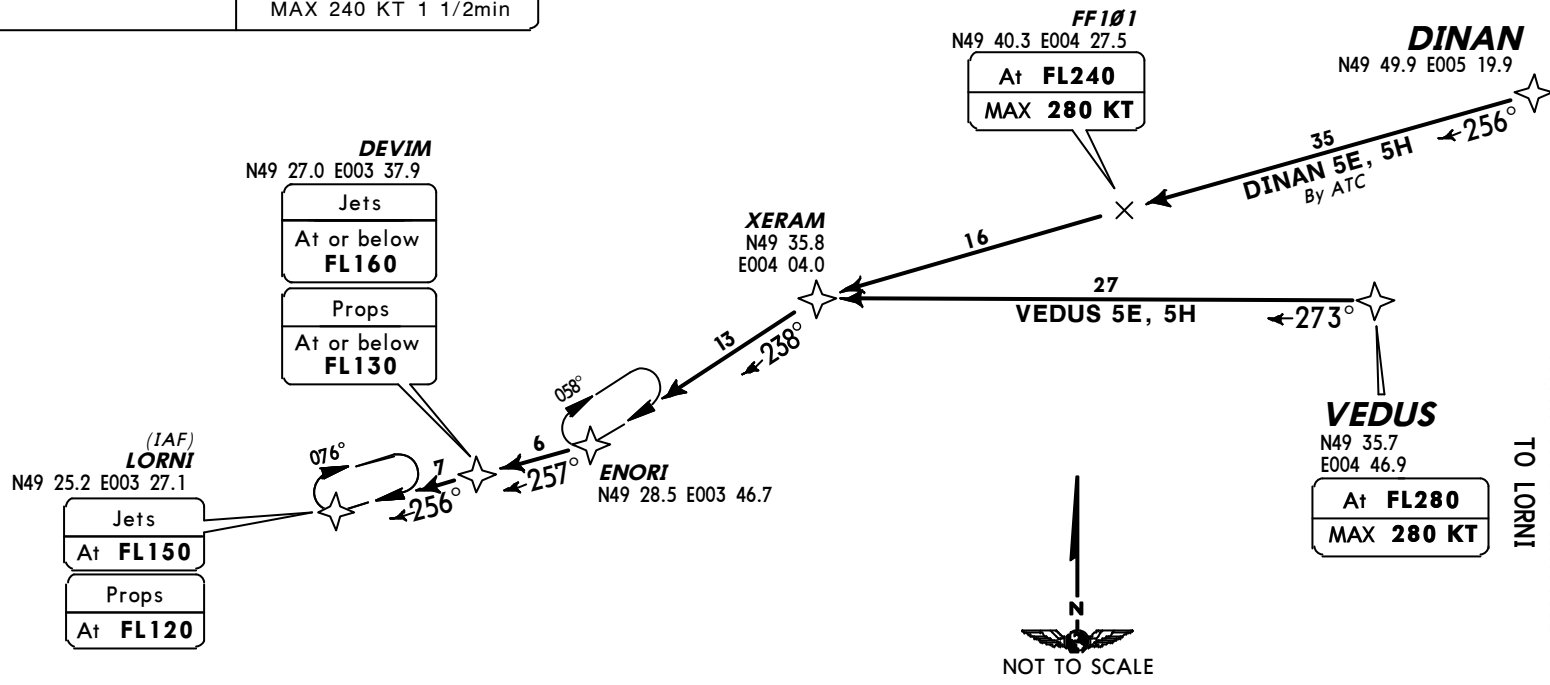 MAX 240 KT 1 1/2min
FF1Ø1
N49 40.3 E004 27.5
At FL240
MAX 280 KT
DINAN
N49 49.9 E005 19.9
256°
35
DINAN 5E, 5H
By ATC
DEVIM
N49 27.0 E003 37.9
Jets
At or below
FL160
Props
At or below
FL130
XERAM
N49 35.8
E004 04.0
16
27
VEDUS 5E, 5H
273°
13
238°
058°
6
257°
ENORI
N49 28.5 E003 46.7
VEDUS
N49 35.7
E004 46.9
At FL280
MAX 280 KT
TO LORNI
(IAF)
LORNI
N49 25.2 E003 27.1
076°
7
256°
Jets
At FL150
Props
At FL120
N
NOT TO SCALE